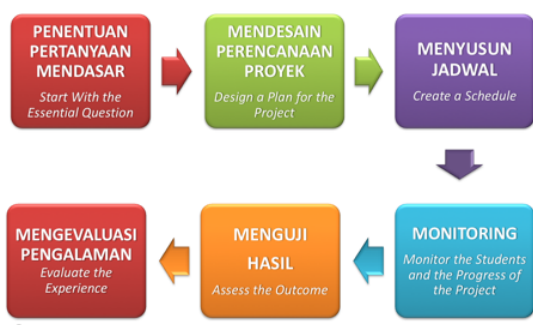 PENENTUAN
PERTANYAAN
MENDASAR
Start With the
Essential Question
MENDESAIN
PERENCANAAN
PROYEK
Design a Plan for the
Project
MENYUSUN
JADWAL
Create a Schedule
MONITORING
Monitor the Students
and the Progress of
the Project
MENGUJI
HASIL
Assess the Outcome
MENGEVALUASI
PENGALAMAN
Evaluate the
Experience